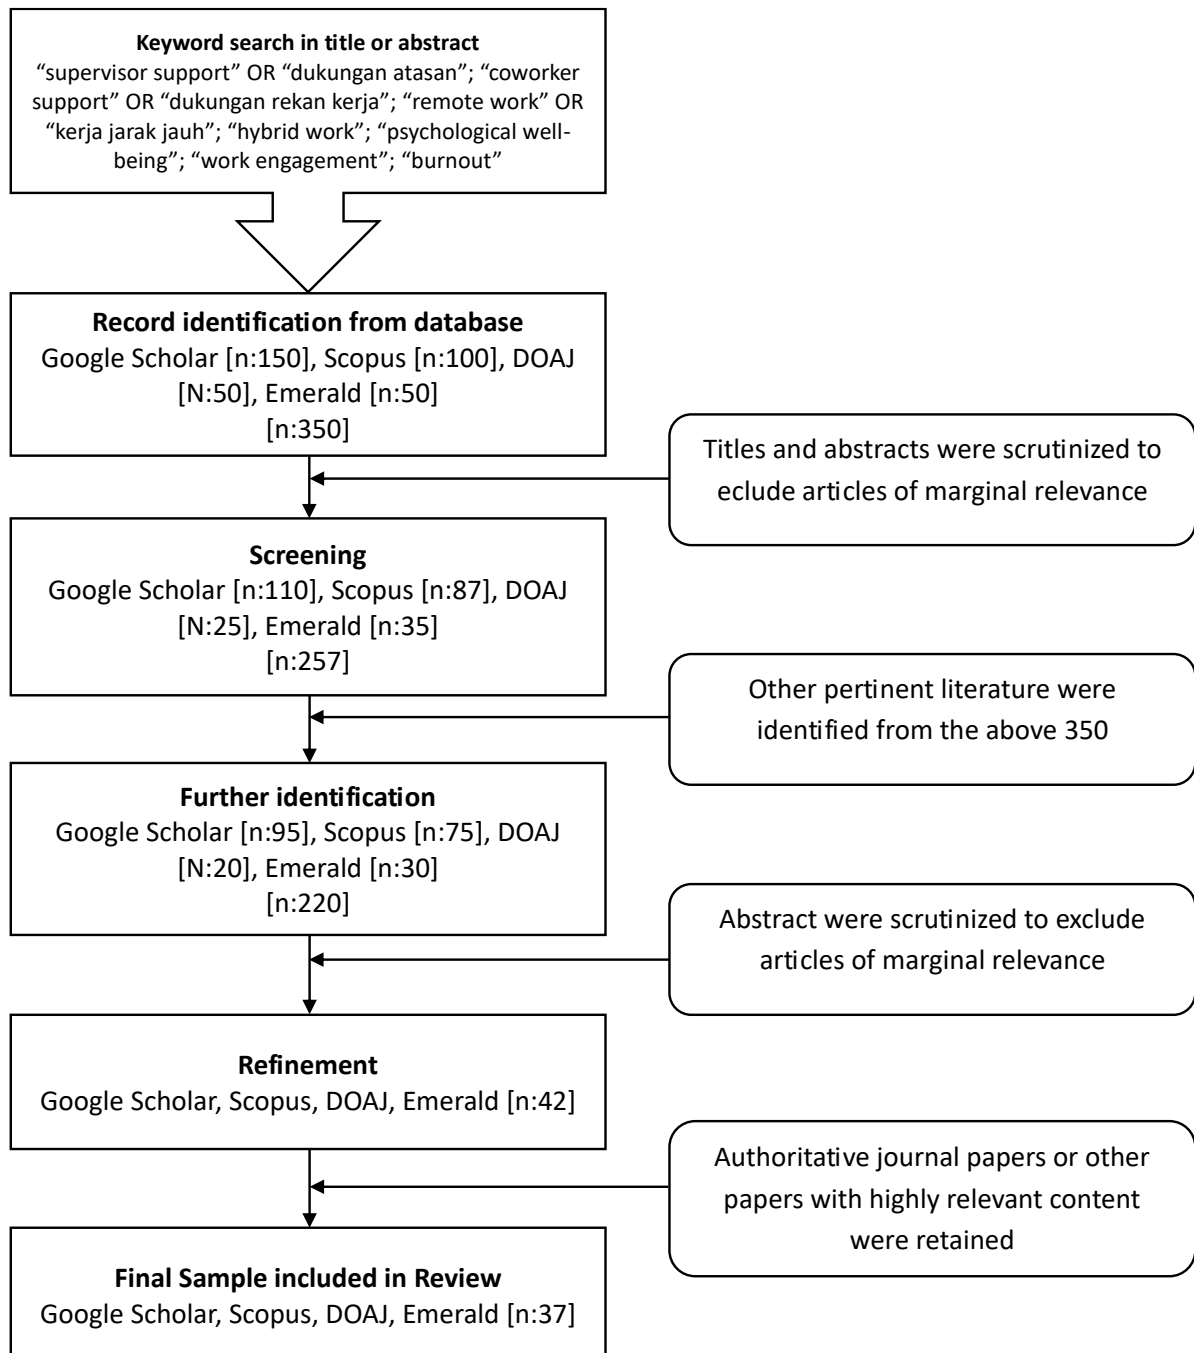 Keyword search in title or abstract
“supervisor support” OR “dukungan atasan”; “coworker
support” OR “dukungan rekan kerja”; “remote work” OR
“kerja jarak jauh”; “hybrid work”; “psychological well-
being”; “work engagement”; “burnout”
Record identification from database
Google Scholar [n:150], Scopus [n:100], DOAJ
[N:50], Emerald [n:50]
[n:350]
Titles and abstracts were scrutinized to
eclude articles of marginal relevance
Screening
Google Scholar [n:110], Scopus [n:87], DOAJ
[N:25], Emerald [n:35]
[n:257]
Other pertinent literature were
identified from the above 350
Further identification
Google Scholar [n:95], Scopus [n:75], DOAJ
[N:20], Emerald [n:30]
[n:220]
Abstract were scrutinized to exclude
articles of marginal relevance
Refinement
Google Scholar, Scopus, DOAJ, Emerald [n:42]
Authoritative journal papers or other
papers with highly relevant content
were retained
Final Sample included in Review
Google Scholar, Scopus, DOAJ, Emerald [n:37]